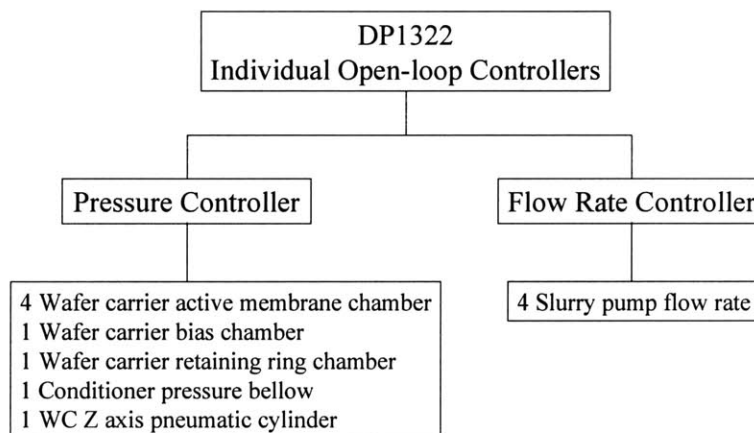 DP1322
Individual Open-loop Controllers
Pressure Controller
Flow Rate Controller
4 Wafer carrier active membrane chamber
1 Wafer carrier bias chamber
1 Wafer carrier retaining ring chamber
1 Conditioner pressure bellow
1 WC Z axis pneumatic cylinder
4 Slurry pump flow rate